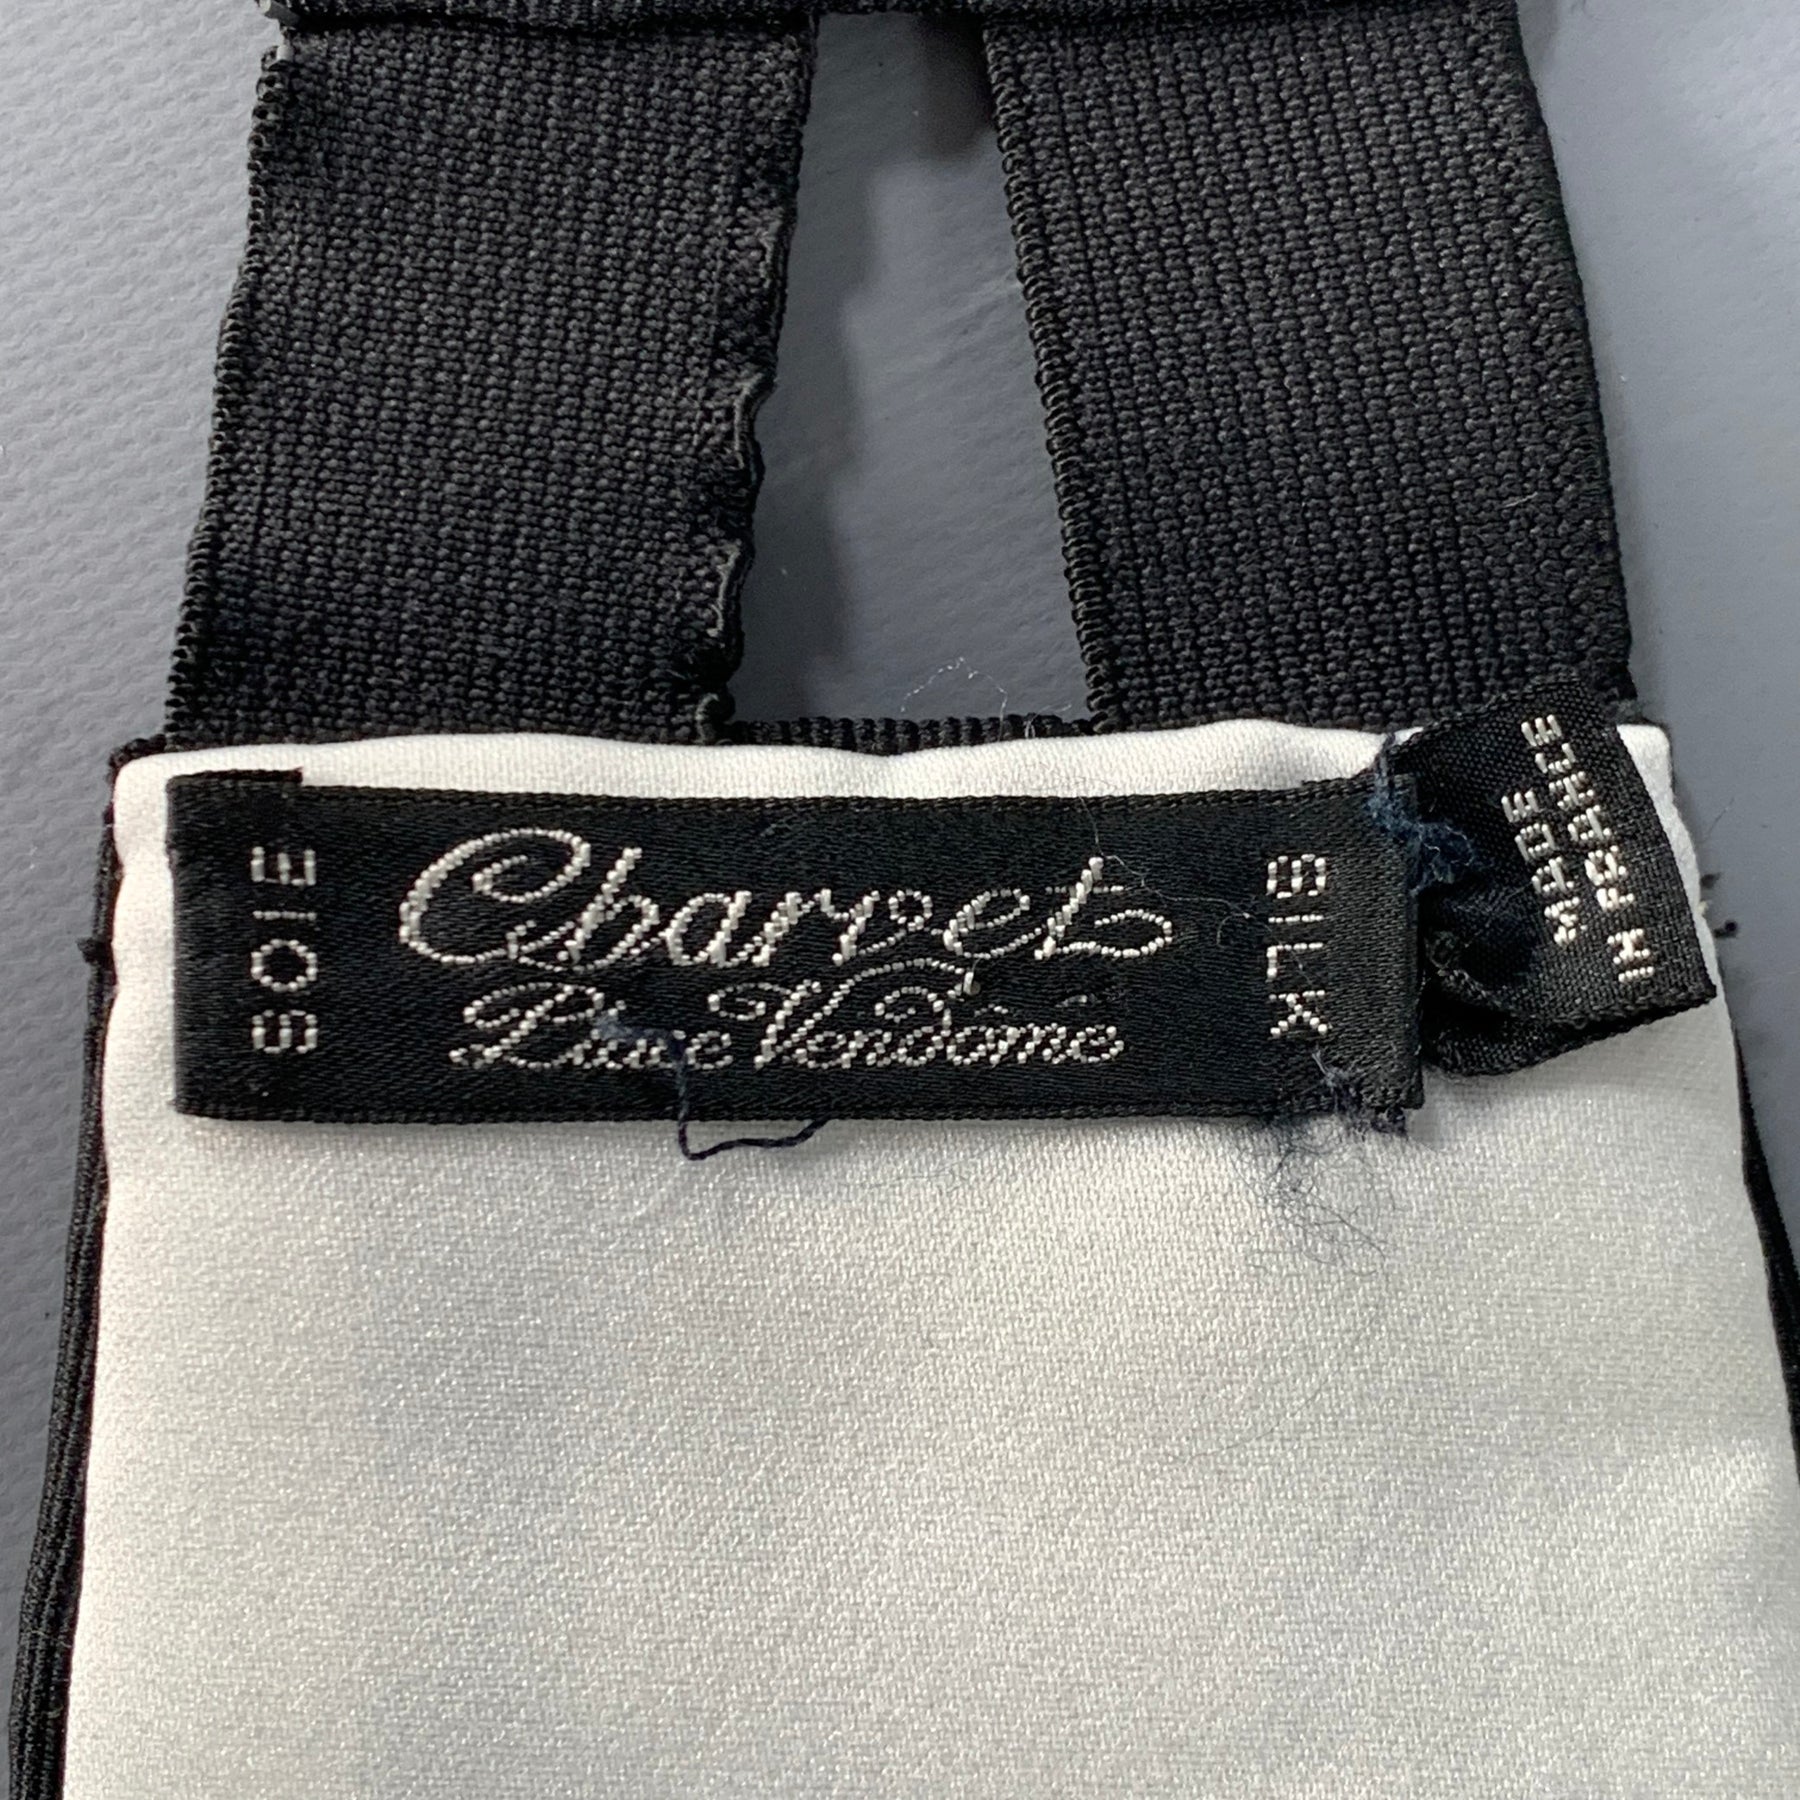 SOIE
Charvet
Place Vendôme
SILK
MADE
IN FRANCE